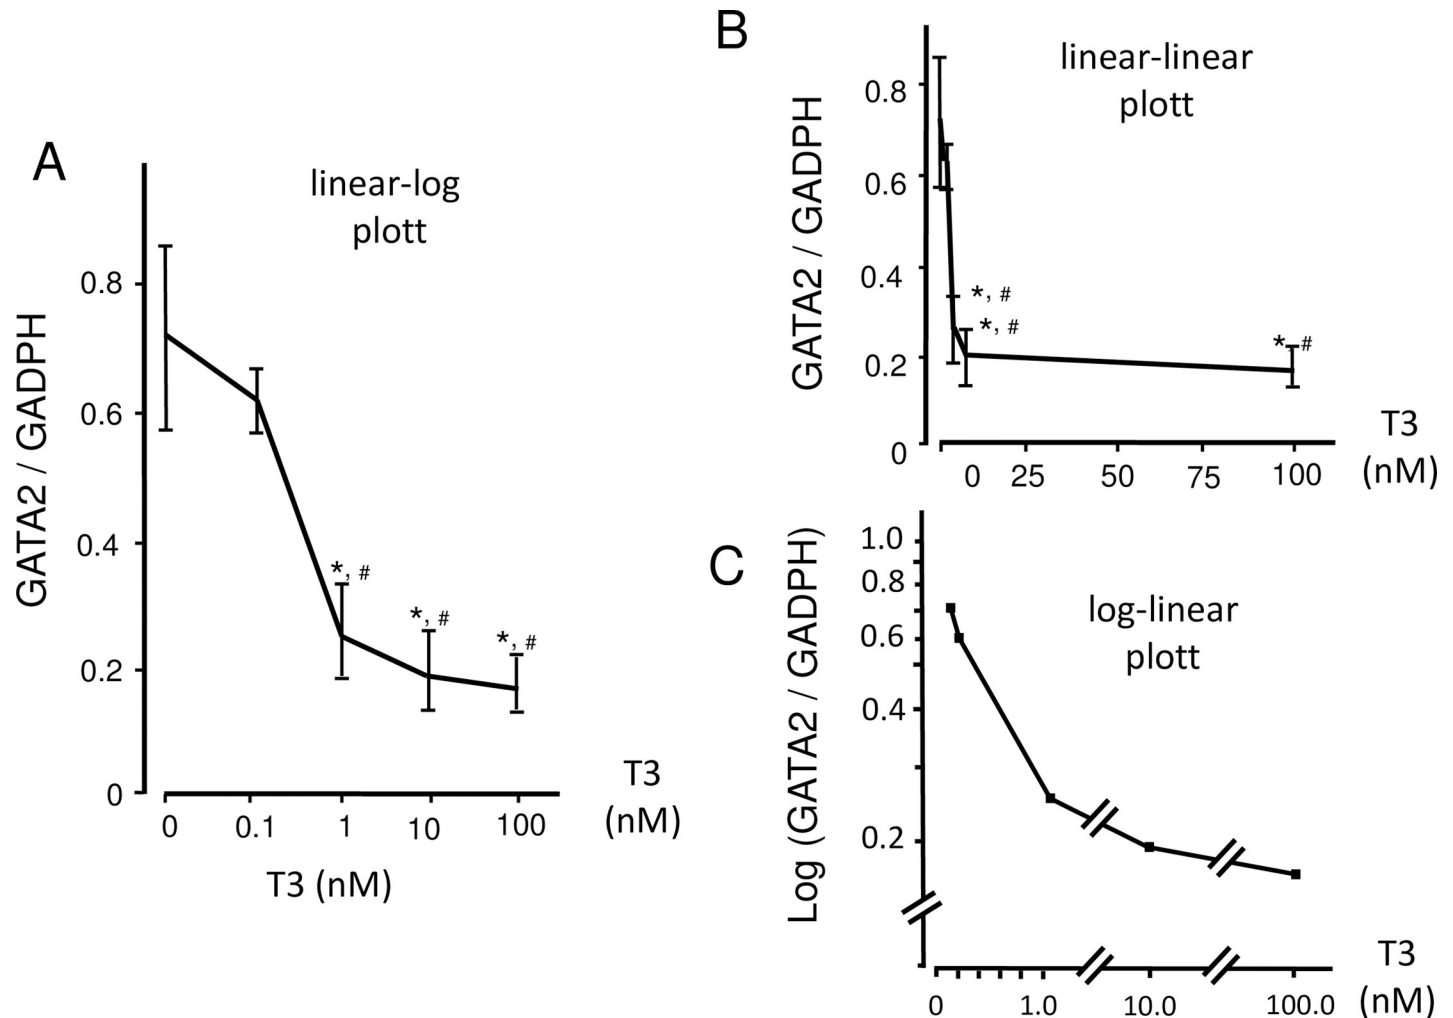 A
linear-log
plott
GATA2 / GADPH
0.8
0.6
0.4
0.2
0
*, #
*, #
*, #
0 0.1 1 10 100
T3
(nM)
T3 (nM)
B
linear-linear
plott
GATA2 / GADPH
0.8
0.6
0.4
0.2
0
*, #
*, #
*, #
0 25 50 75 100
T3
(nM)
C
log-linear
plott
Log (GATA2 / GADPH)
1.0
0.8
0.6
0.4
0.2
0 1.0 10.0 100.0
T3
(nM)